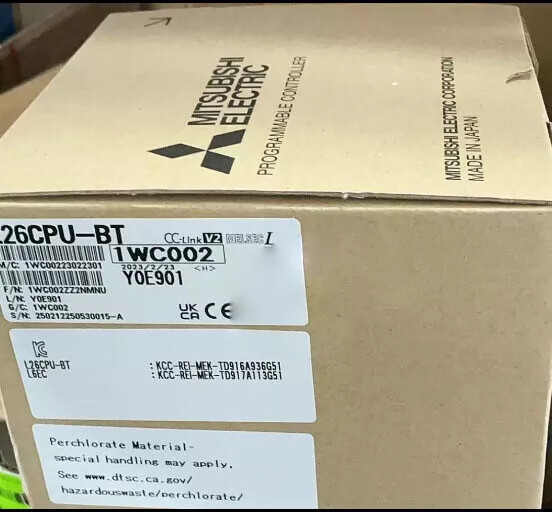 MITSUBISHI
ELECTRIC
PROGRAMMABLE CONTROLLER
MITSUBISHI ELECTRIC CORPORATION
MADE IN JAPAN
L26CPU-BT
CC-Link V2 MELSEC L
1WC002
M/C: 1WC00223022301
2023/2/23 <H>
Y0E901
F/N: 1WC002ZZ2NMNU
L/N: Y0E901
G/C: 1WC002
S/N: 250212250530015-A
UK
CA CE
L26CPU-BT : KCC-REI-MEK-TD916A936G51
L6EC : KCC-REI-MEK-TD917A113G51
Perchlorate Material-
special handling may apply.
See www.dtsc.ca.gov/
hazardouswaste/perchlorate/